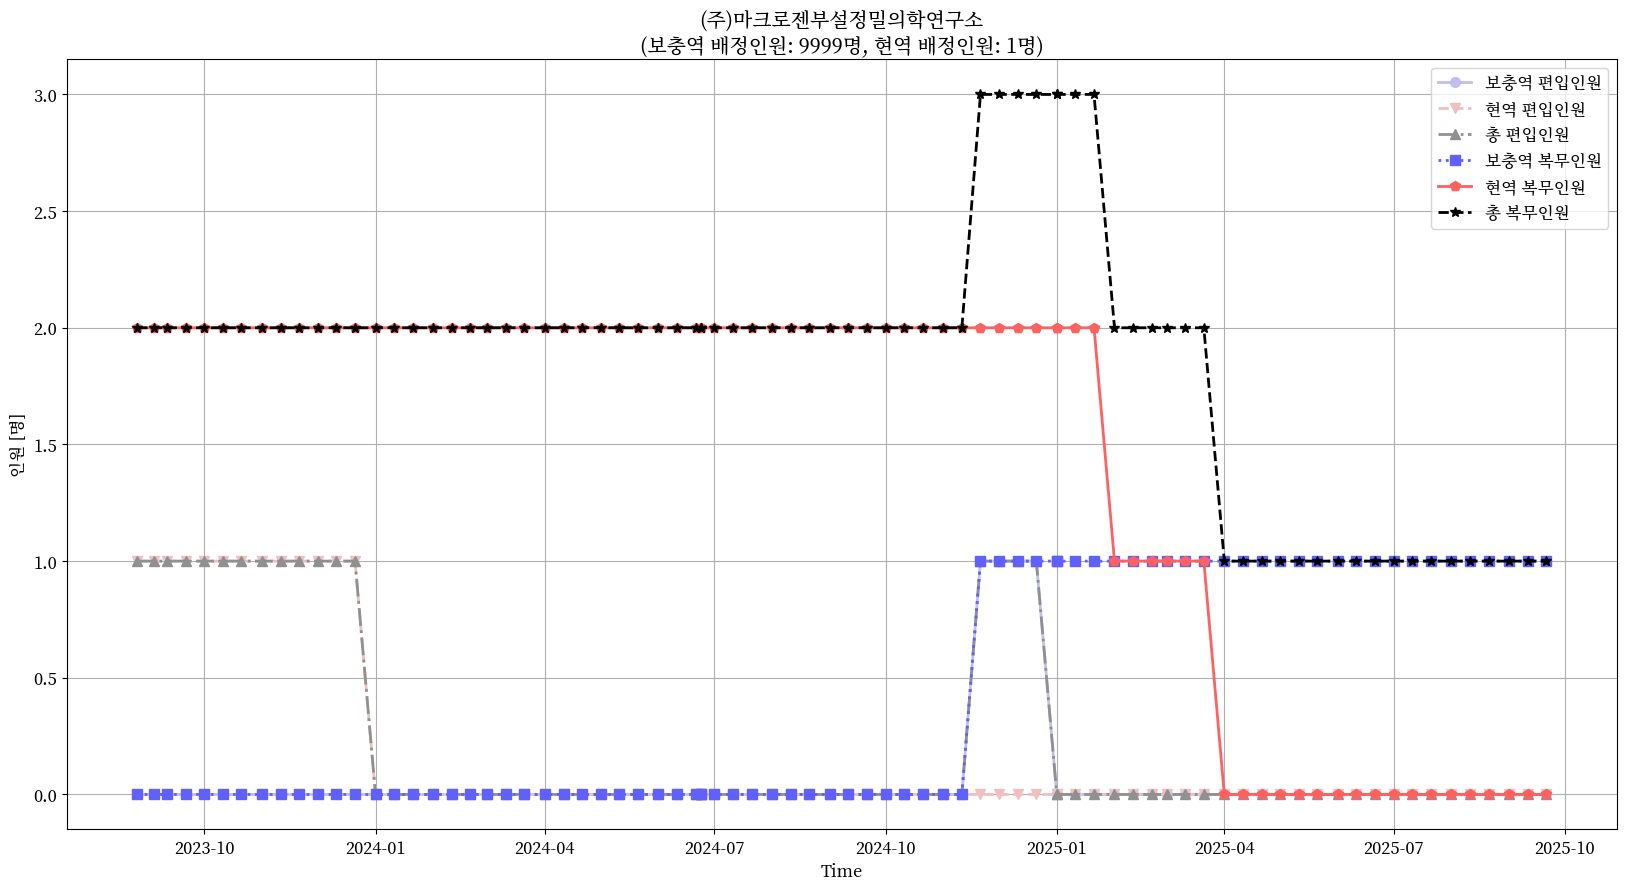 (주)마크로젠부설정밀의학연구소
(보충역 배정인원: 9999명, 현역 배정인원: 1명)
보충역 편입인원
현역 편입인원
총 편입인원
보충역 복무인원
현역 복무인원
총 복무인원
인원 [명]
3.0
2.5
2.0
1.5
1.0
0.5
0.0
2023-10 2024-01 2024-04 2024-07 2024-10 2025-01 2025-04 2025-07 2025-10
Time